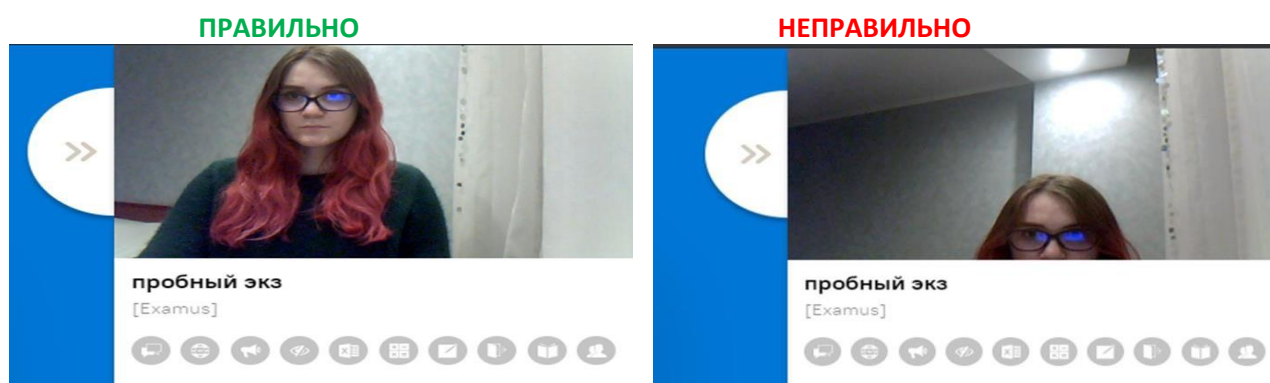 ПРАВИЛЬНО
НЕПРАВИЛЬНО
пробный экз
[Examus]
пробный экз
[Examus]